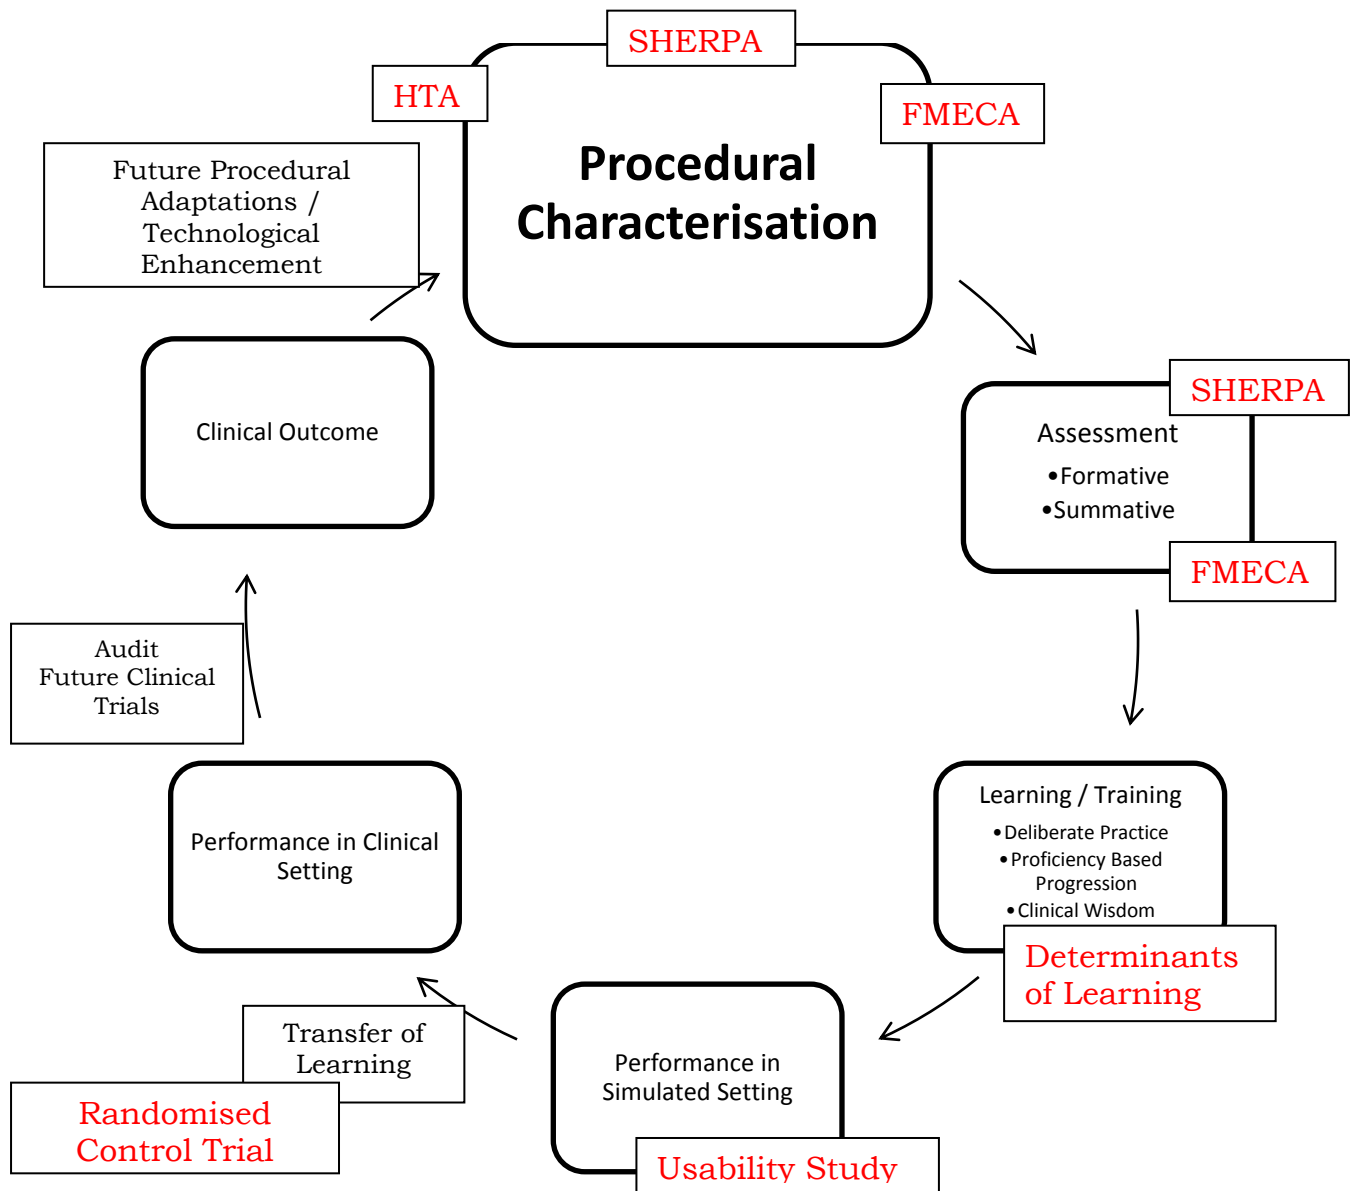 SHERPA
HTA
FMECA
Procedural
Characterisation
Future Procedural
Adaptations /
Technological
Enhancement
SHERPA
Assessment
•Formative
•Summative
FMECA
Clinical Outcome
Audit
Future Clinical
Trials
Learning / Training
•Deliberate Practice
•Proficiency Based
Progression
•Clinical Wisdom
Determinants
of Learning
Performance in Clinical
Setting
Transfer of
Learning
Randomised
Control Trial
Performance in
Simulated Setting
Usability Study